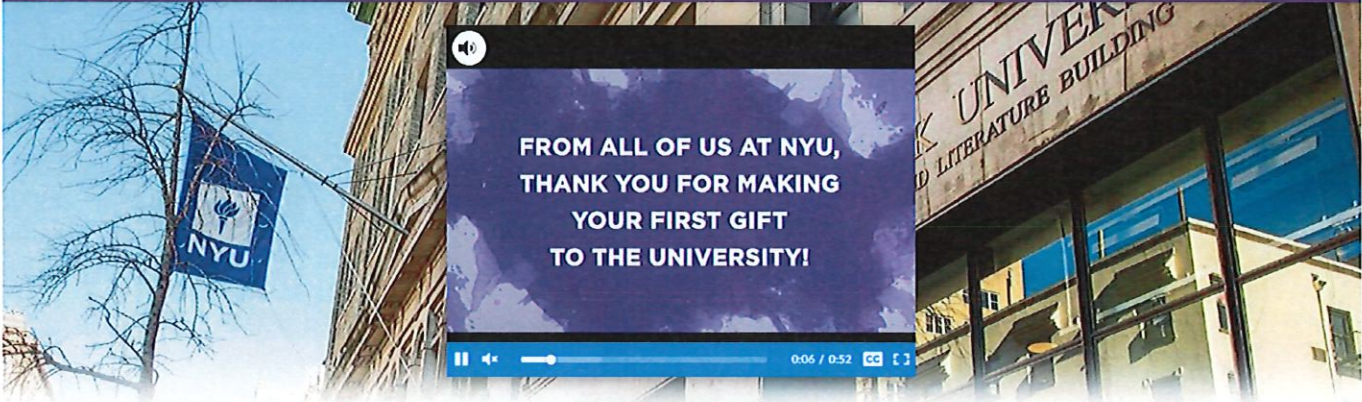 FROM ALL OF US AT NYU,
THANK YOU FOR MAKING
YOUR FIRST GIFT
TO THE UNIVERSITY!
NYU
K UNIVER
D LITERATURE BUILDING
0:06 / 0:52 CC